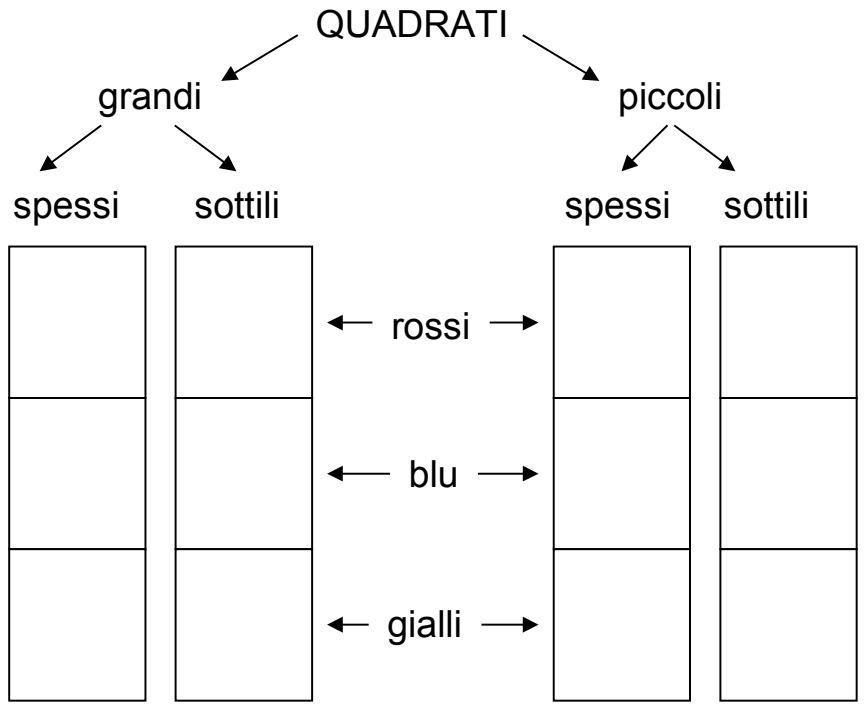 QUADRATI
grandi piccoli
spessi sottili spessi sottili
rossi
blu
gialli